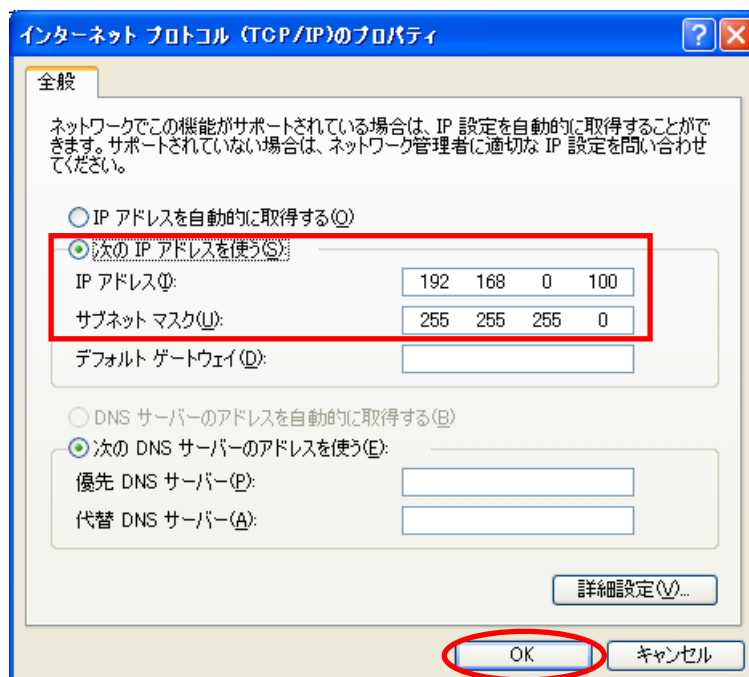 インターネット プロトコル (TCP/IP)のプロパティ
全般
ネットワークでこの機能がサポートされている場合は、IP 設定を自動的に取得することがで
きます。サポートされていない場合は、ネットワーク管理者に適切な IP 設定を問い合わせ
てください。
IP アドレスを自動的に取得する(O)
次の IP アドレスを使う(S):
IP アドレス(I): 192 168 0 100
サブネット マスク(U): 255 255 255 0
デフォルト ゲートウェイ(D):
DNS サーバーのアドレスを自動的に取得する(B)
次の DNS サーバーのアドレスを使う(E):
優先 DNS サーバー(P):
代替 DNS サーバー(A):
詳細設定(V)...
OK キャンセル